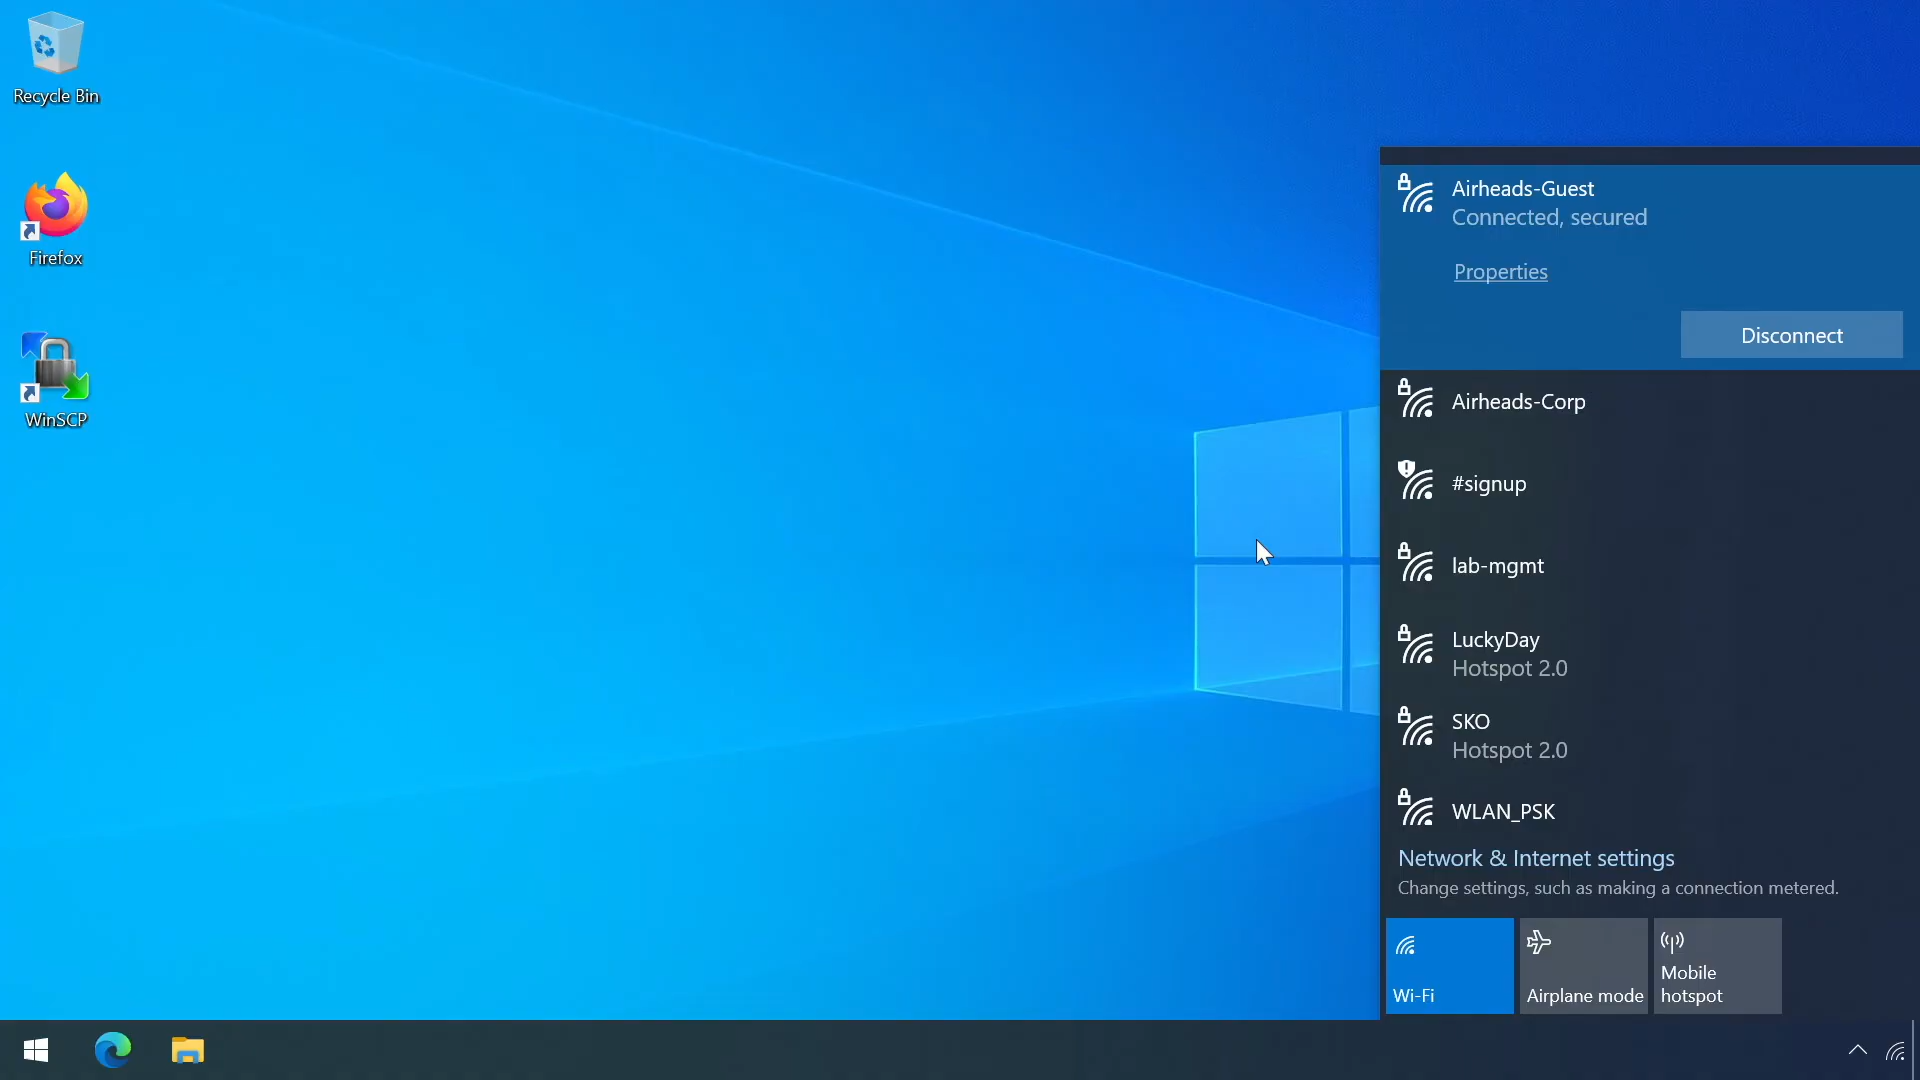 Recycle Bin
Firefox
WinSCP
Airheads-Guest
Connected, secured
Properties
Disconnect
Airheads-Corp
#signup
lab-mgmt
LuckyDay
Hotspot 2.0
SKO
Hotspot 2.0
WLAN_PSK
Network & Internet settings
Change settings, such as making a connection metered.
Wi-Fi
Airplane mode
Mobile
hotspot